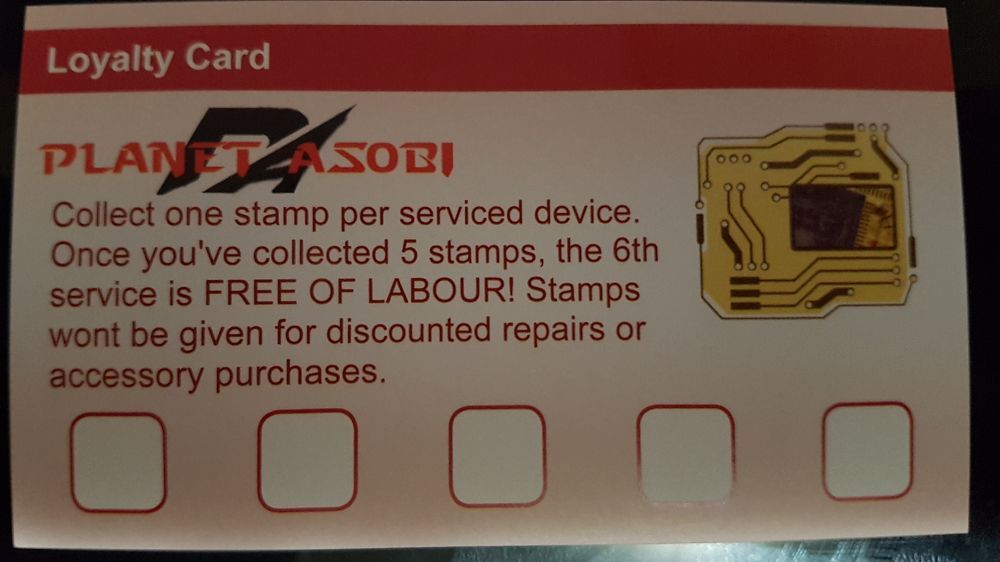 Loyalty Card
PA
PLANET ASOBI
Collect one stamp per serviced device.
Once you've collected 5 stamps, the 6th
service is FREE OF LABOUR! Stamps
wont be given for discounted repairs or
accessory purchases.